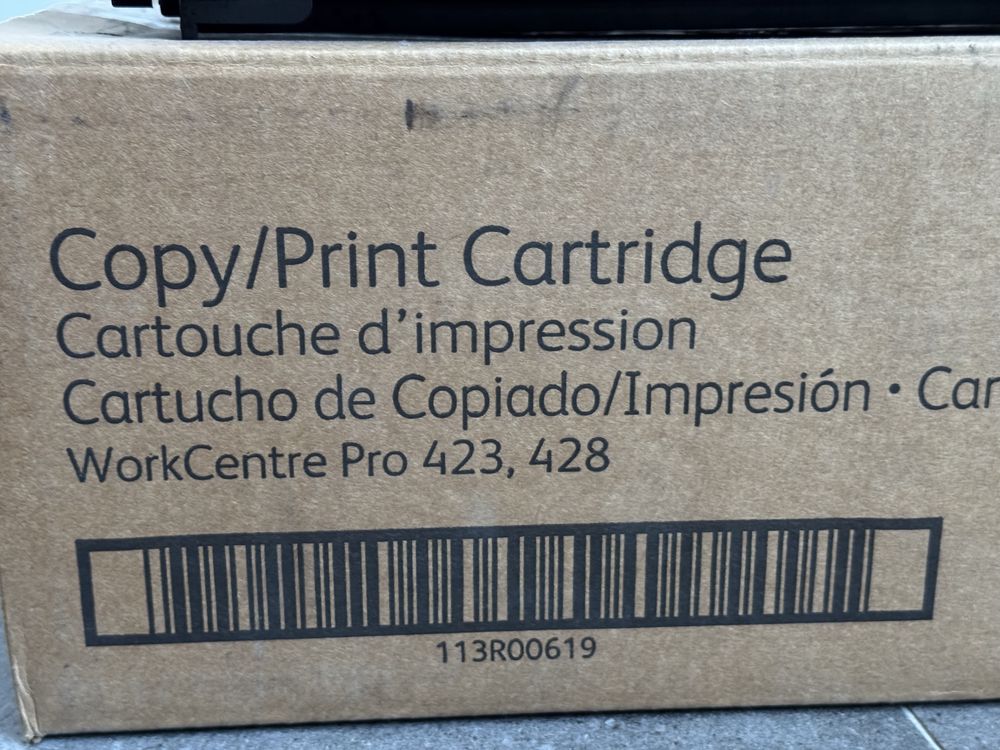 Copy/Print Cartridge
Cartouche d’impression
Cartucho de Copiado/Impresión •
WorkCentre Pro 423, 428
113R00619